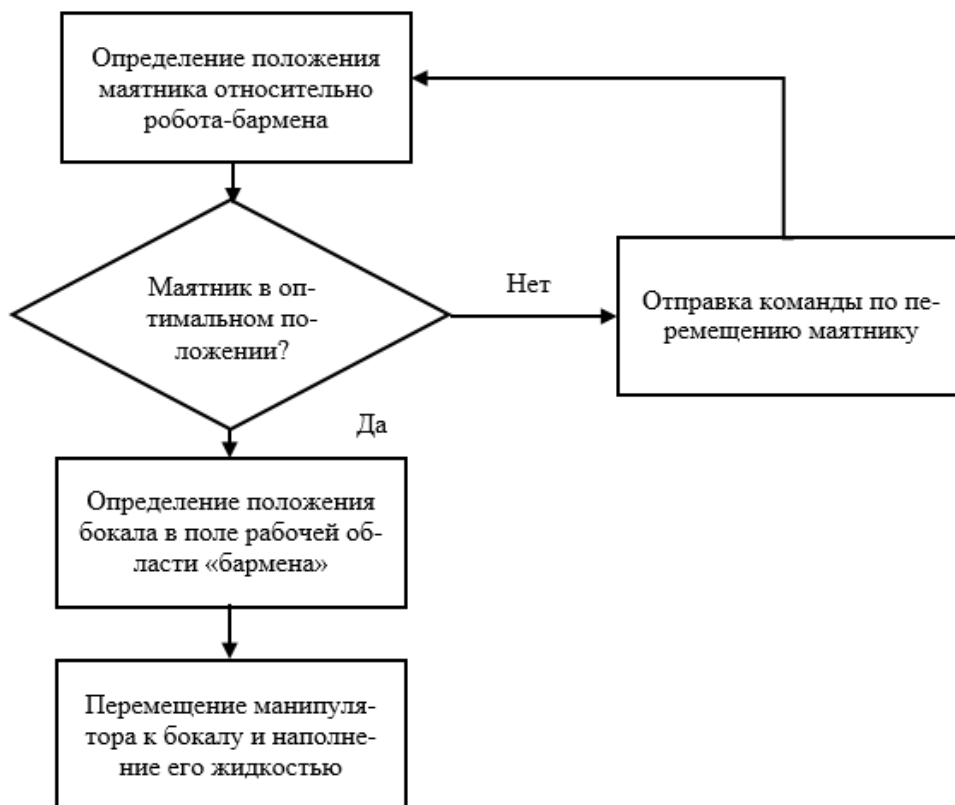 Определение положения
маятника относительно
робота-бармена
Маятник в оп-
тимальном по-
ложении?
Нет
Отправка команды по пе-
ремещению маятнику
Да
Определение положения
бокала в поле рабочей об-
ласти «бармена»
Перемещение манипуля-
тора к бокалу и наполне-
ние его жидкостью